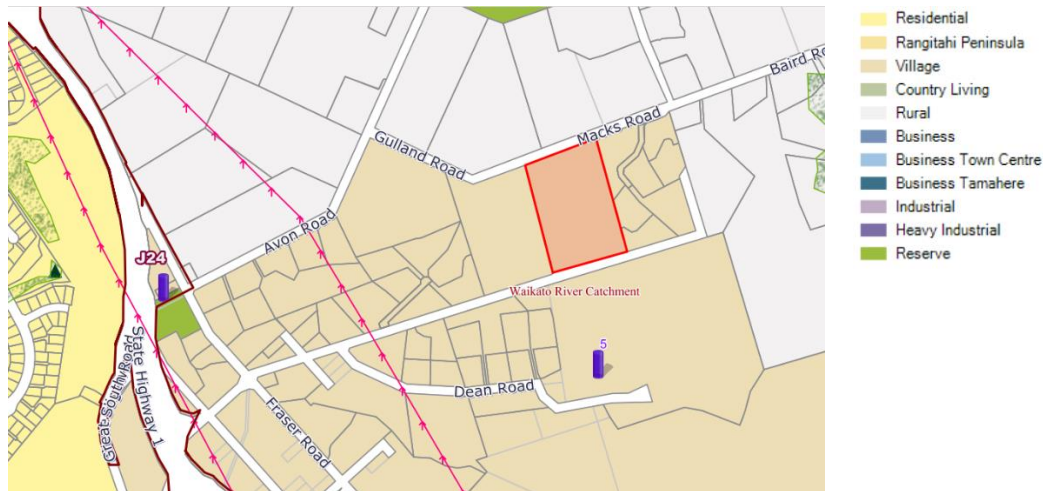 Baird Ro
Macks Road
Gulland Road
Avon Road
J24
Waikato River Catchment
State Highway 1
Great South Road
5
Dean Road
Fraser Road
Residential
Rangitahi Peninsula
Village
Country Living
Rural
Business
Business Town Centre
Business Tamahere
Industrial
Heavy Industrial
Reserve